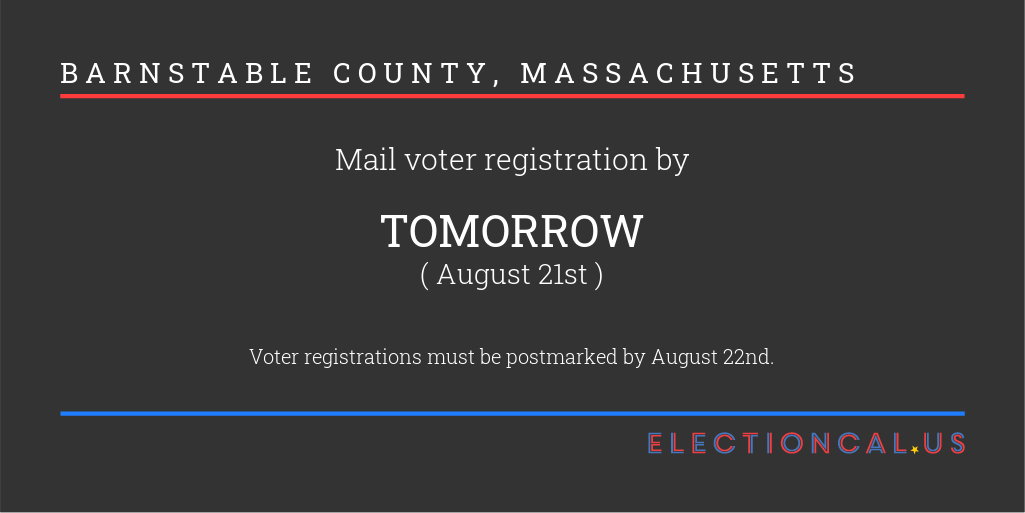 BARNSTABLE COUNTY, MASSACHUSETTS
Mail voter registration by
TOMORROW
( August 21st )
Voter registrations must be postmarked by August 22nd.
ELECTIONCAL.US